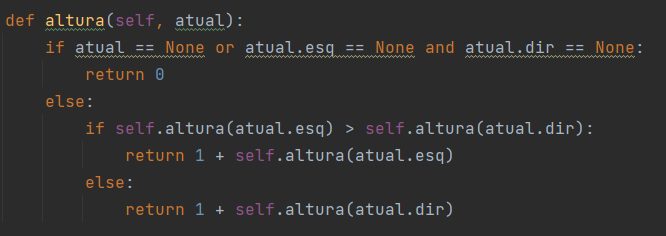 def altura(self, atual):
    if atual == None or atual.esq == None and atual.dir == None:
        return 0
    else:
        if self.altura(atual.esq) > self.altura(atual.dir):
            return 1 + self.altura(atual.esq)
        else:
            return 1 + self.altura(atual.dir)